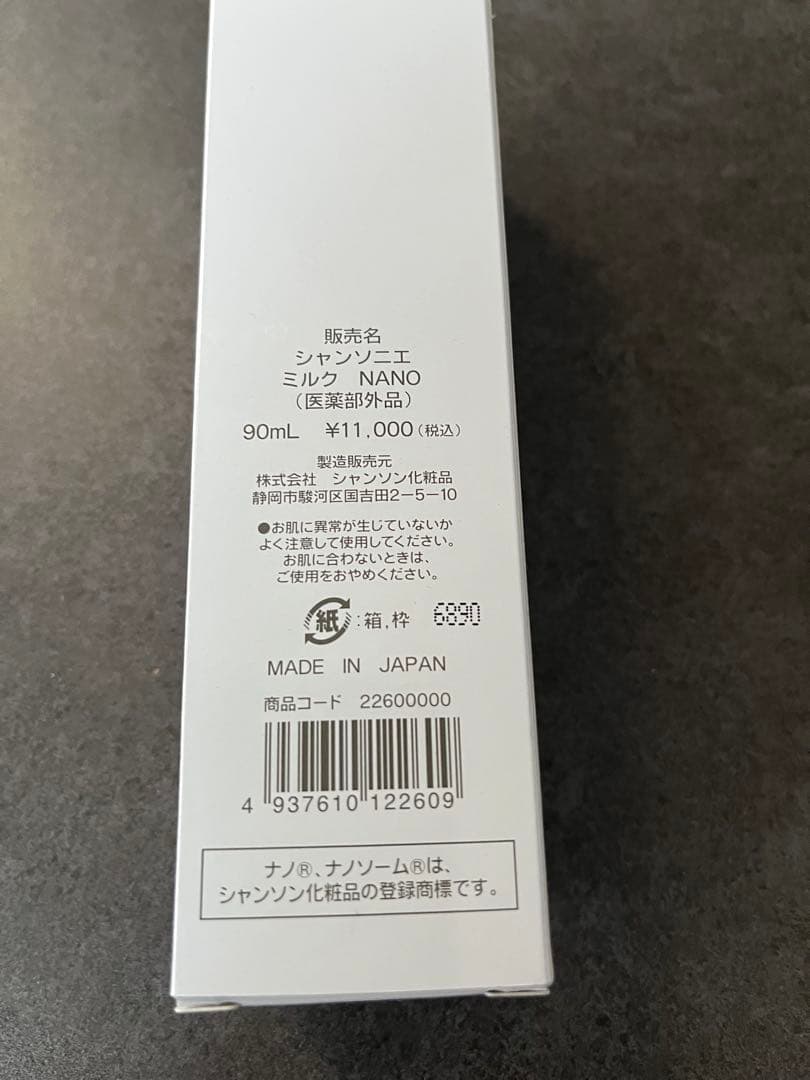 販売名
シャンソニエ
ミルク　NANO
（医薬部外品）
90mL　¥11,000（税込）
製造販売元
株式会社　シャンソン化粧品
静岡市駿河区国吉田2－5－10
●お肌に異常が生じていないか
よく注意して使用してください。
お肌に合わないときは、
ご使用をおやめください。
紙：箱，枠　6890
MADE IN JAPAN
商品コード　22600000
4 937610 122609
ナノ®、ナノソーム®は、
シャンソン化粧品の登録商標です。